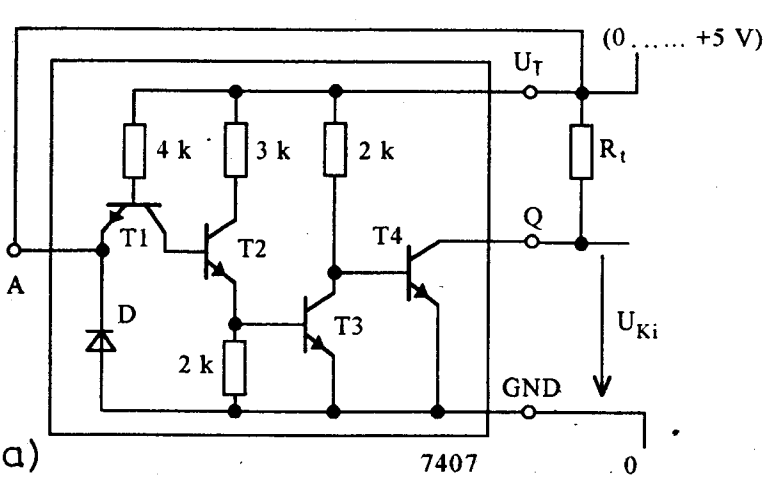 (0 ...... +5 V)
U_T
4 k
3 k
2 k
R_t
T1
T2
T4
Q
A
D
T3
U_Ki
2 k
GND
a)
7407
0